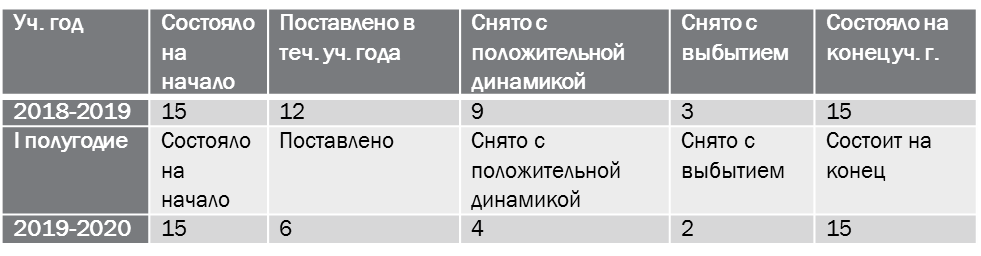 Уч. год
Состояло
на
начало
Поставлено в
теч. уч. года
Снято с
положительной
динамикой
Снято с
выбытием
Состояло на
конец уч. г.
2018-2019
15
12
9
3
15
I полугодие
Состояло
на
начало
Поставлено
Снято с
положительной
динамикой
Снято с
выбытием
Состоит на
конец
2019-2020
15
6
4
2
15